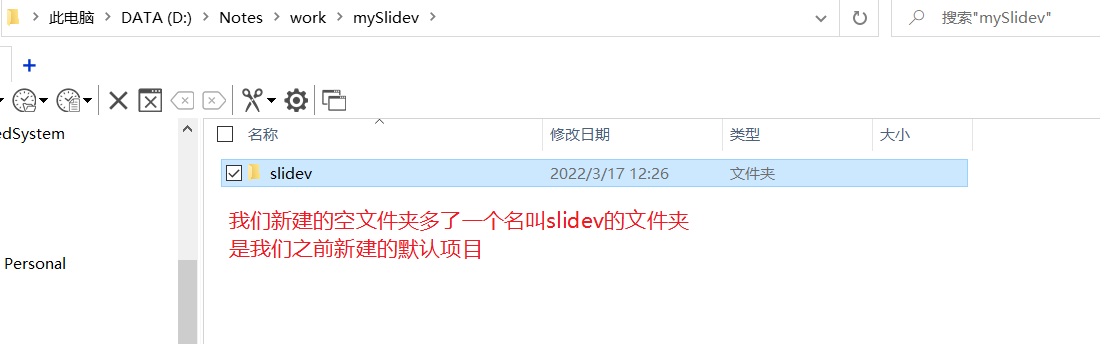 此电脑 > DATA (D:) > Notes > work > mySlidev >
搜索"mySlidev"
edSystem
名称 修改日期 类型 大小
slidev 2022/3/17 12:26 文件夹
我们新建的空文件夹多了一个名叫slidev的文件夹
是我们之前新建的默认项目
Personal